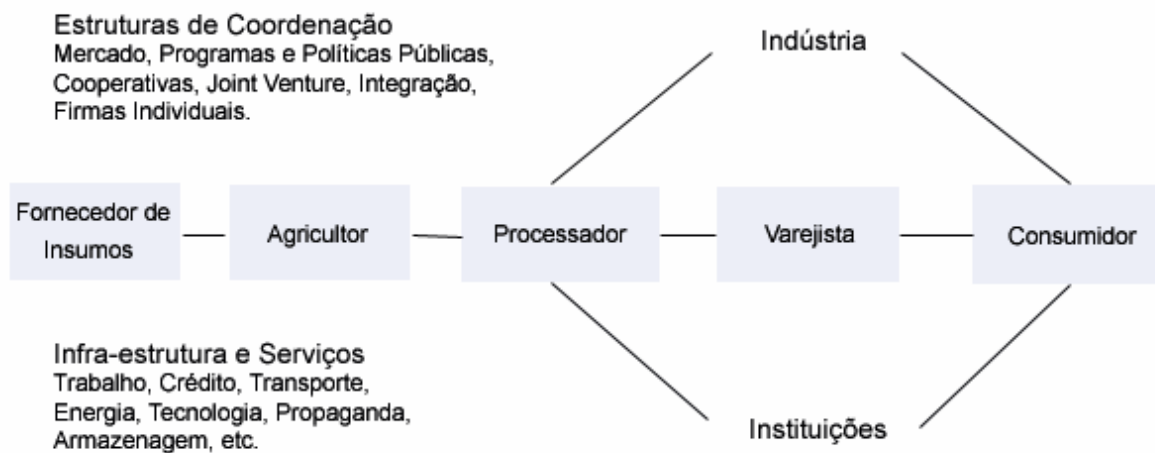 Estruturas de Coordenação
Mercado, Programas e Políticas Públicas,
Cooperativas, Joint Venture, Integração,
Firmas Individuais.
Indústria
Fornecedor de
Insumos
Agricultor
Processador
Varejista
Consumidor
Infra-estrutura e Serviços
Trabalho, Crédito, Transporte,
Energia, Tecnologia, Propaganda,
Armazenagem, etc.
Instituições